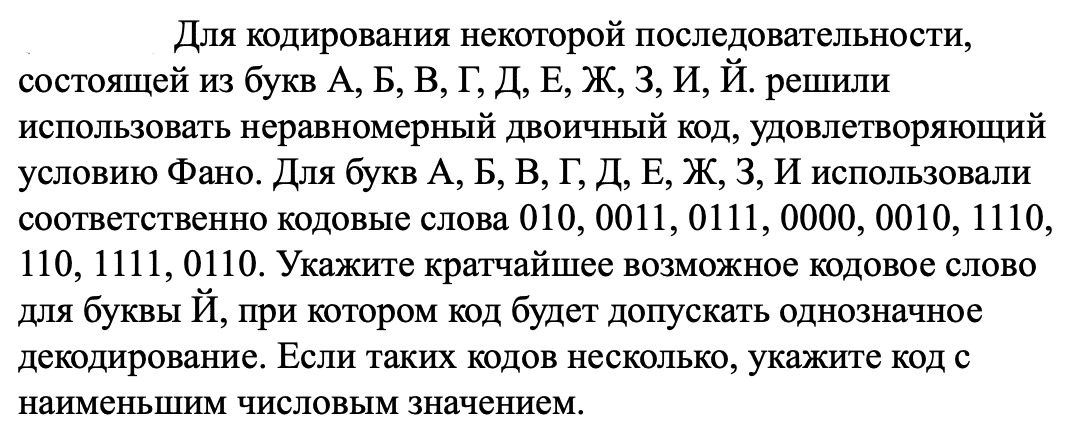 Для кодирования некоторой последовательности,
состоящей из букв А, Б, В, Г, Д, Е, Ж, З, И, Й. решили
использовать неравномерный двоичный код, удовлетворяющий
условию Фано. Для букв А, Б, В, Г, Д, Е, Ж, З, И использовали
соответственно кодовые слова 010, 0011, 0111, 0000, 0010, 1110,
110, 1111, 0110. Укажите кратчайшее возможное кодовое слово
для буквы Й, при котором код будет допускать однозначное
декодирование. Если таких кодов несколько, укажите код с
наименьшим числовым значением.